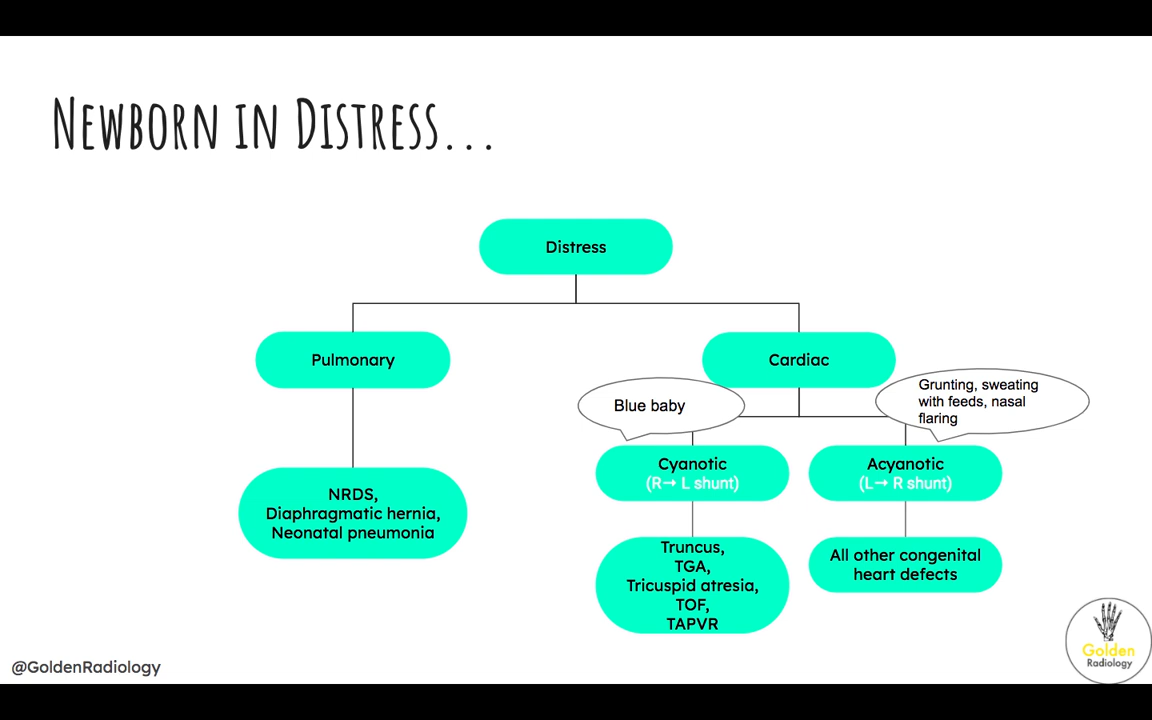 Newborn in Distress...
Distress
Pulmonary
Cardiac
Blue baby
Grunting, sweating
with feeds, nasal
flaring
Cyanotic
(R→ L shunt)
Acyanotic
(L→ R shunt)
NRDS,
Diaphragmatic hernia,
Neonatal pneumonia
Truncus,
TGA,
Tricuspid atresia,
TOF,
TAPVR
All other congenital
heart defects
@GoldenRadiology
Golden
Radiology